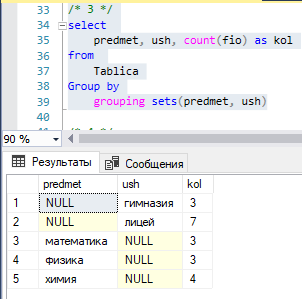 33 /* 3 */
34 select
35 predmet, ush, count(fio) as kol
36 from
37 Tablica
38 Group by
39 grouping sets(predmet, ush)
40
90 %
Результаты Сообщения
predmet ush kol
1 NULL гимназия 3
2 NULL лицей 7
3 математика NULL 3
4 физика NULL 3
5 химия NULL 4